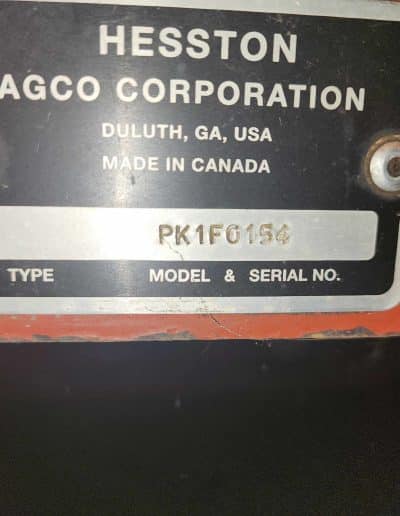 HESSTON
AGCO CORPORATION
DULUTH, GA, USA
MADE IN CANADA
PK1F0154
TYPE MODEL & SERIAL NO.